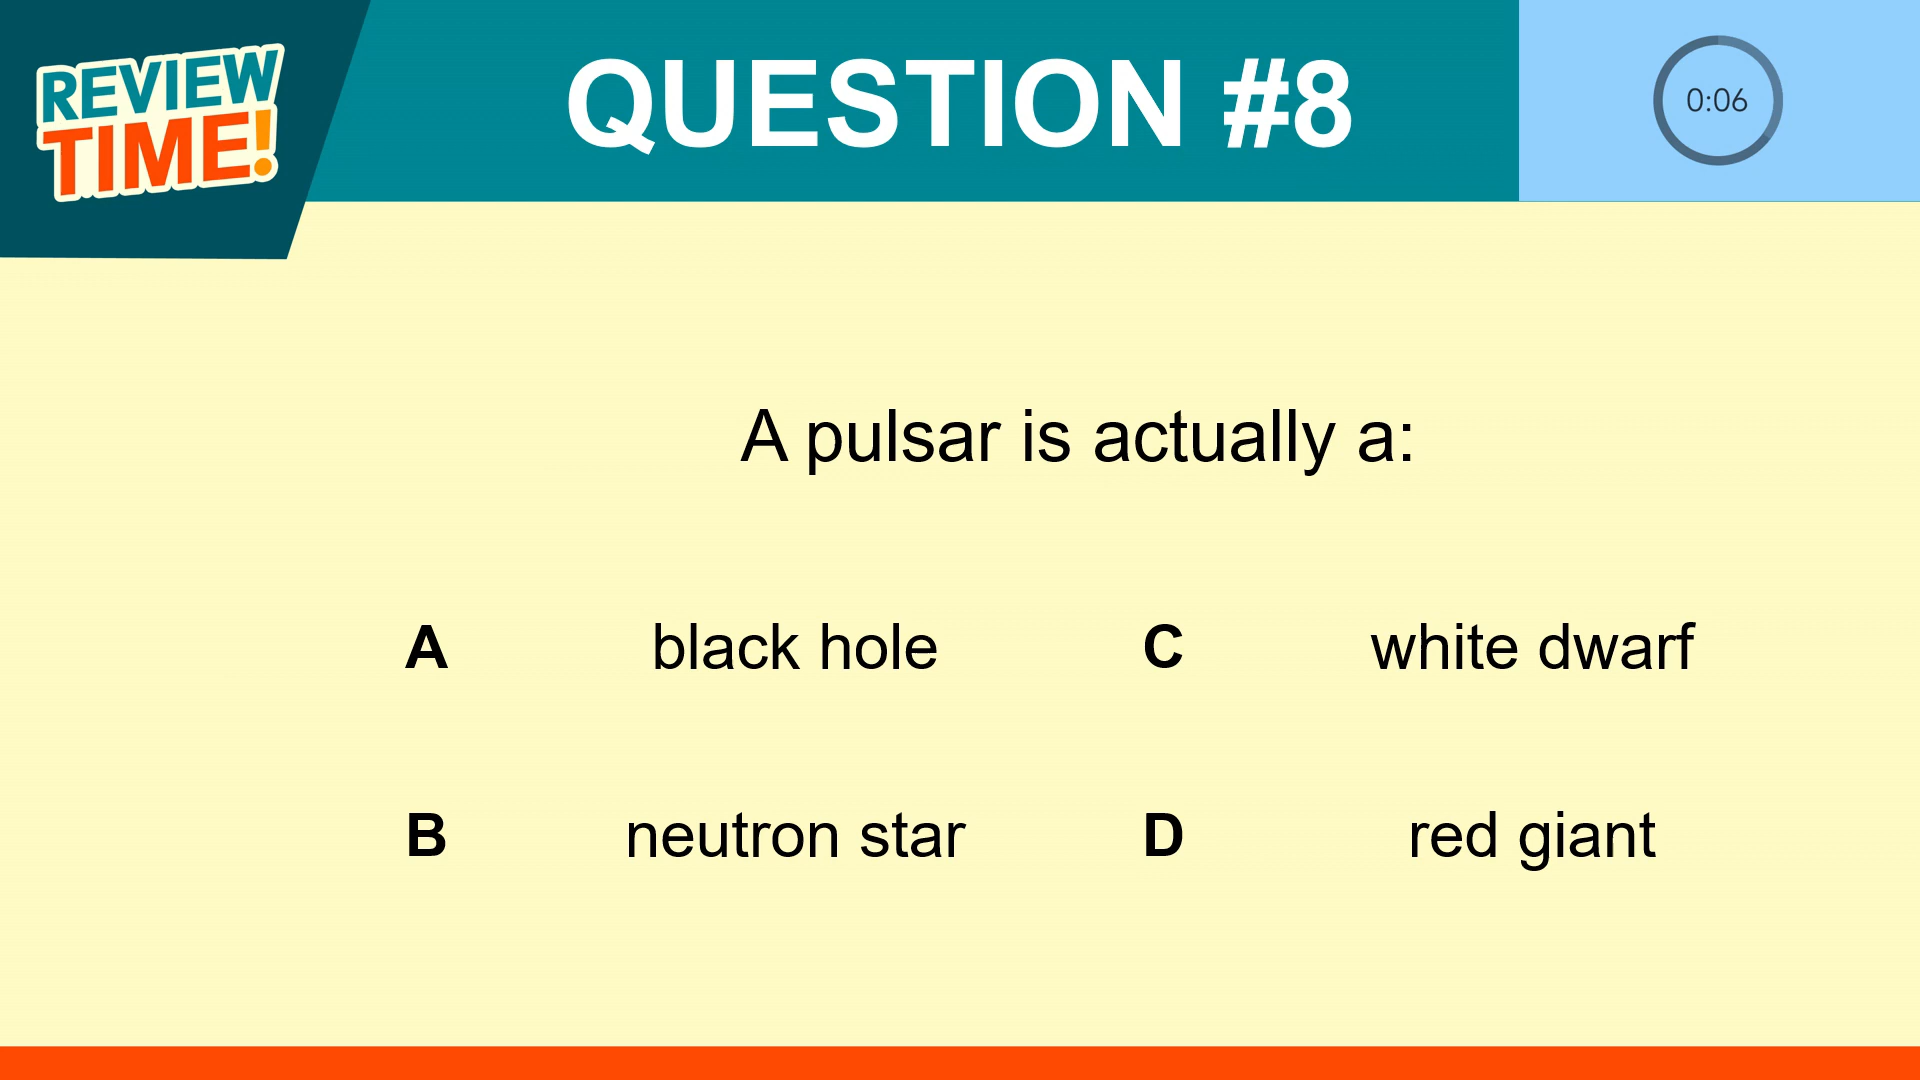 REVIEW
TIME!
QUESTION #8
0:06
A pulsar is actually a:
A black hole
C white dwarf
B neutron star
D red giant